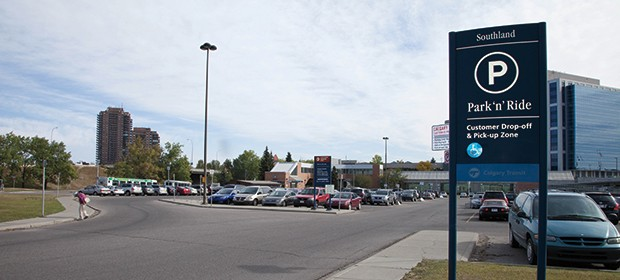 Southland
P
Park 'n' Ride
Customer Drop-off
& Pick-up Zone
Calgary Transit